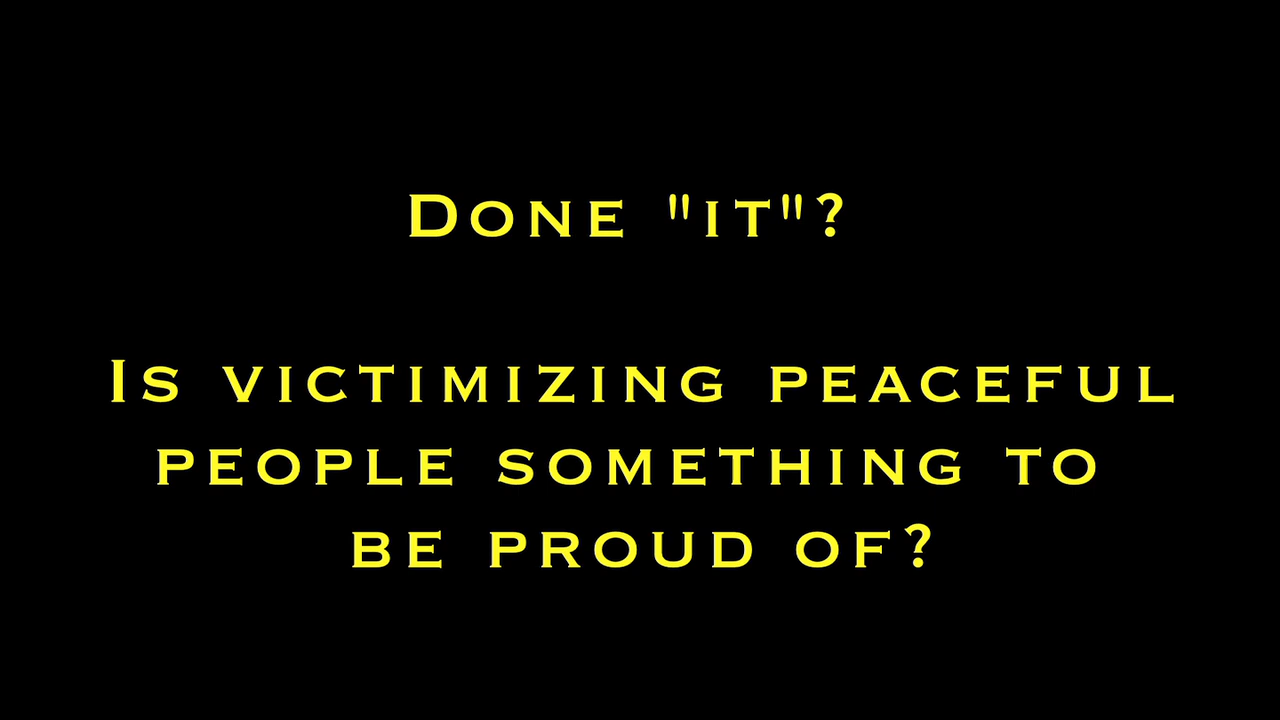 Done "it"?
Is victimizing peaceful
people something to
be proud of?